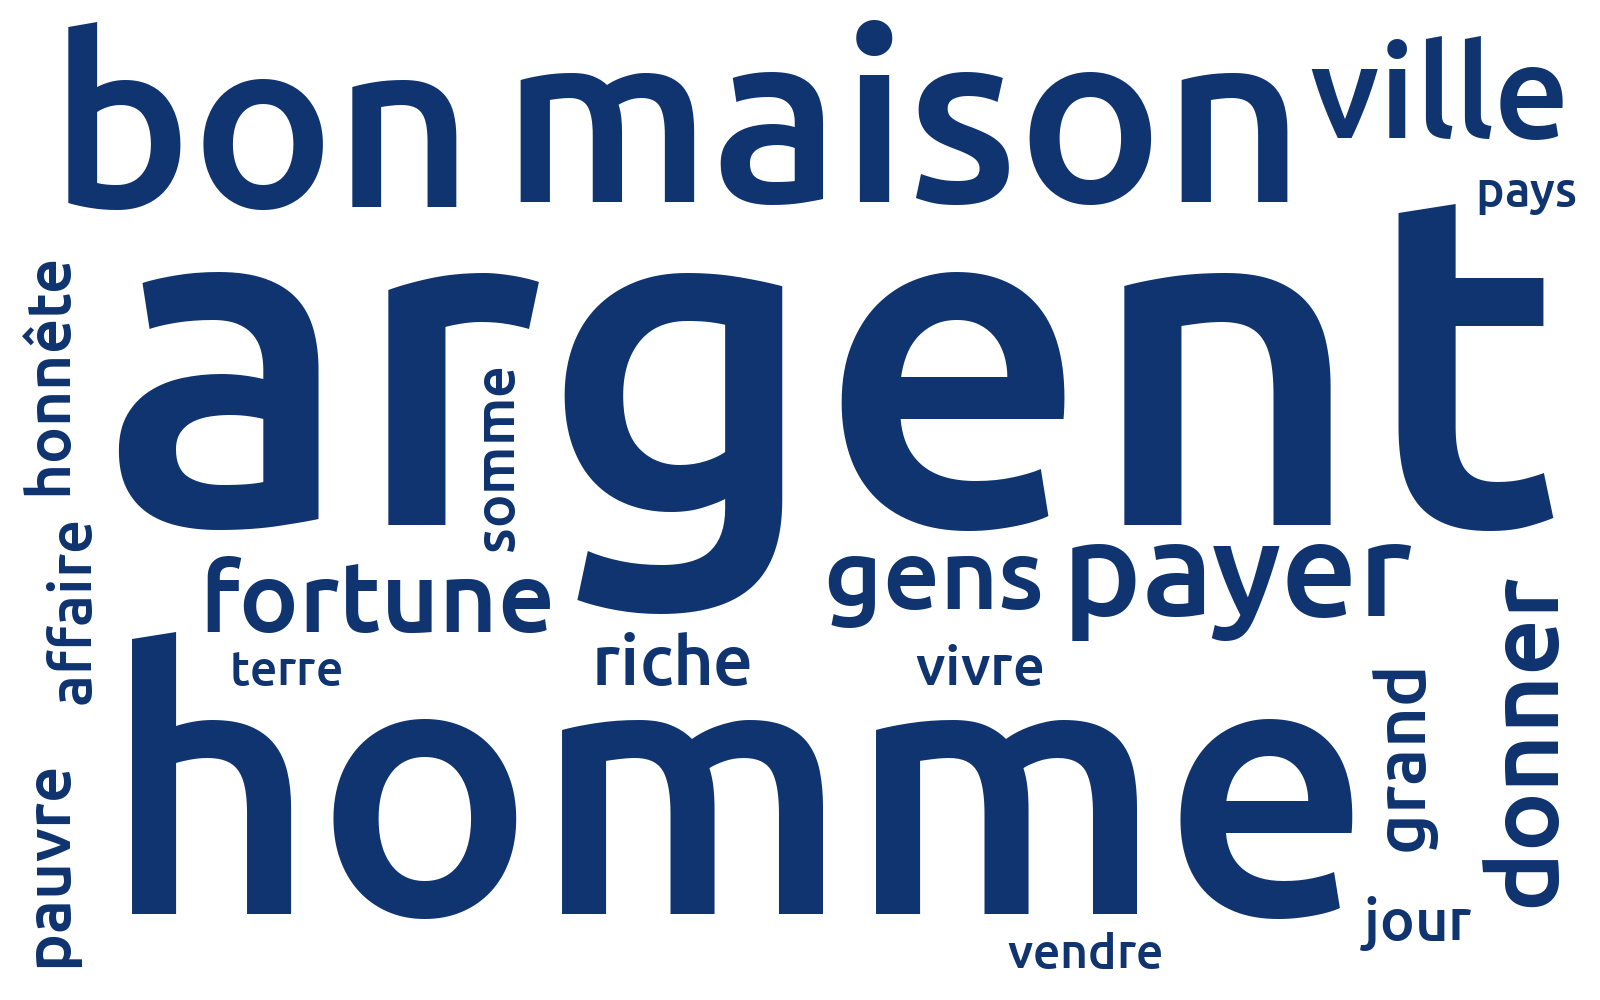 bon maison ville
pays
argent
honnête
somme
affaire
fortune
gens
payer
terre
riche
vivre
donner
grand
homme
pauvre
jour
vendre